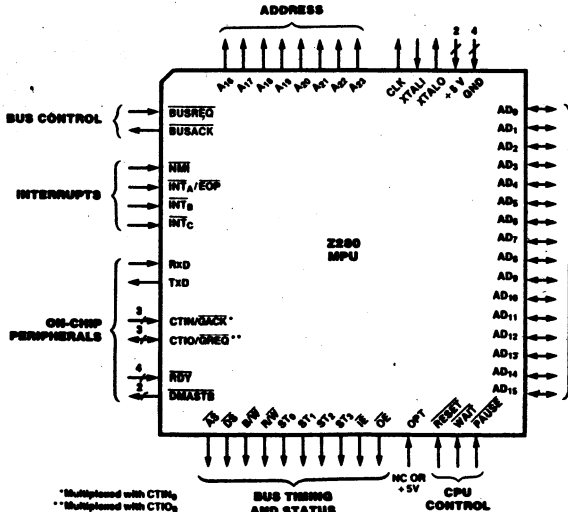 ADDRESS
2 4
A16 A17 A18 A19 A20 A21 A22 A23 CLK XTALI XTALO +5 V GND
BUS CONTROL
BUSREQ
BUSACK
INTERRUPTS
NMI
INTA/EOP
INTB
INTC
RxD
TxD
ON-CHIP
PERIPHERALS
3 CTIN/GACK*
3 CTIO/GREQ**
4 RDY
2 DMASTB
Z280
MPU
AD0
AD1
AD2
AD3
AD4
AD5
AD6
AD7
AD8
AD9
AD10
AD11
AD12
AD13
AD14
AD15
AS DS B/W R/W ST0 ST1 ST2 ST3 IE OE OPT RESET WAIT PAUSE
NC OR
+5V
BUS TIMING
AND STATUS
CPU
CONTROL
*Multiplexed with CTIN0
**Multiplexed with CTIO0